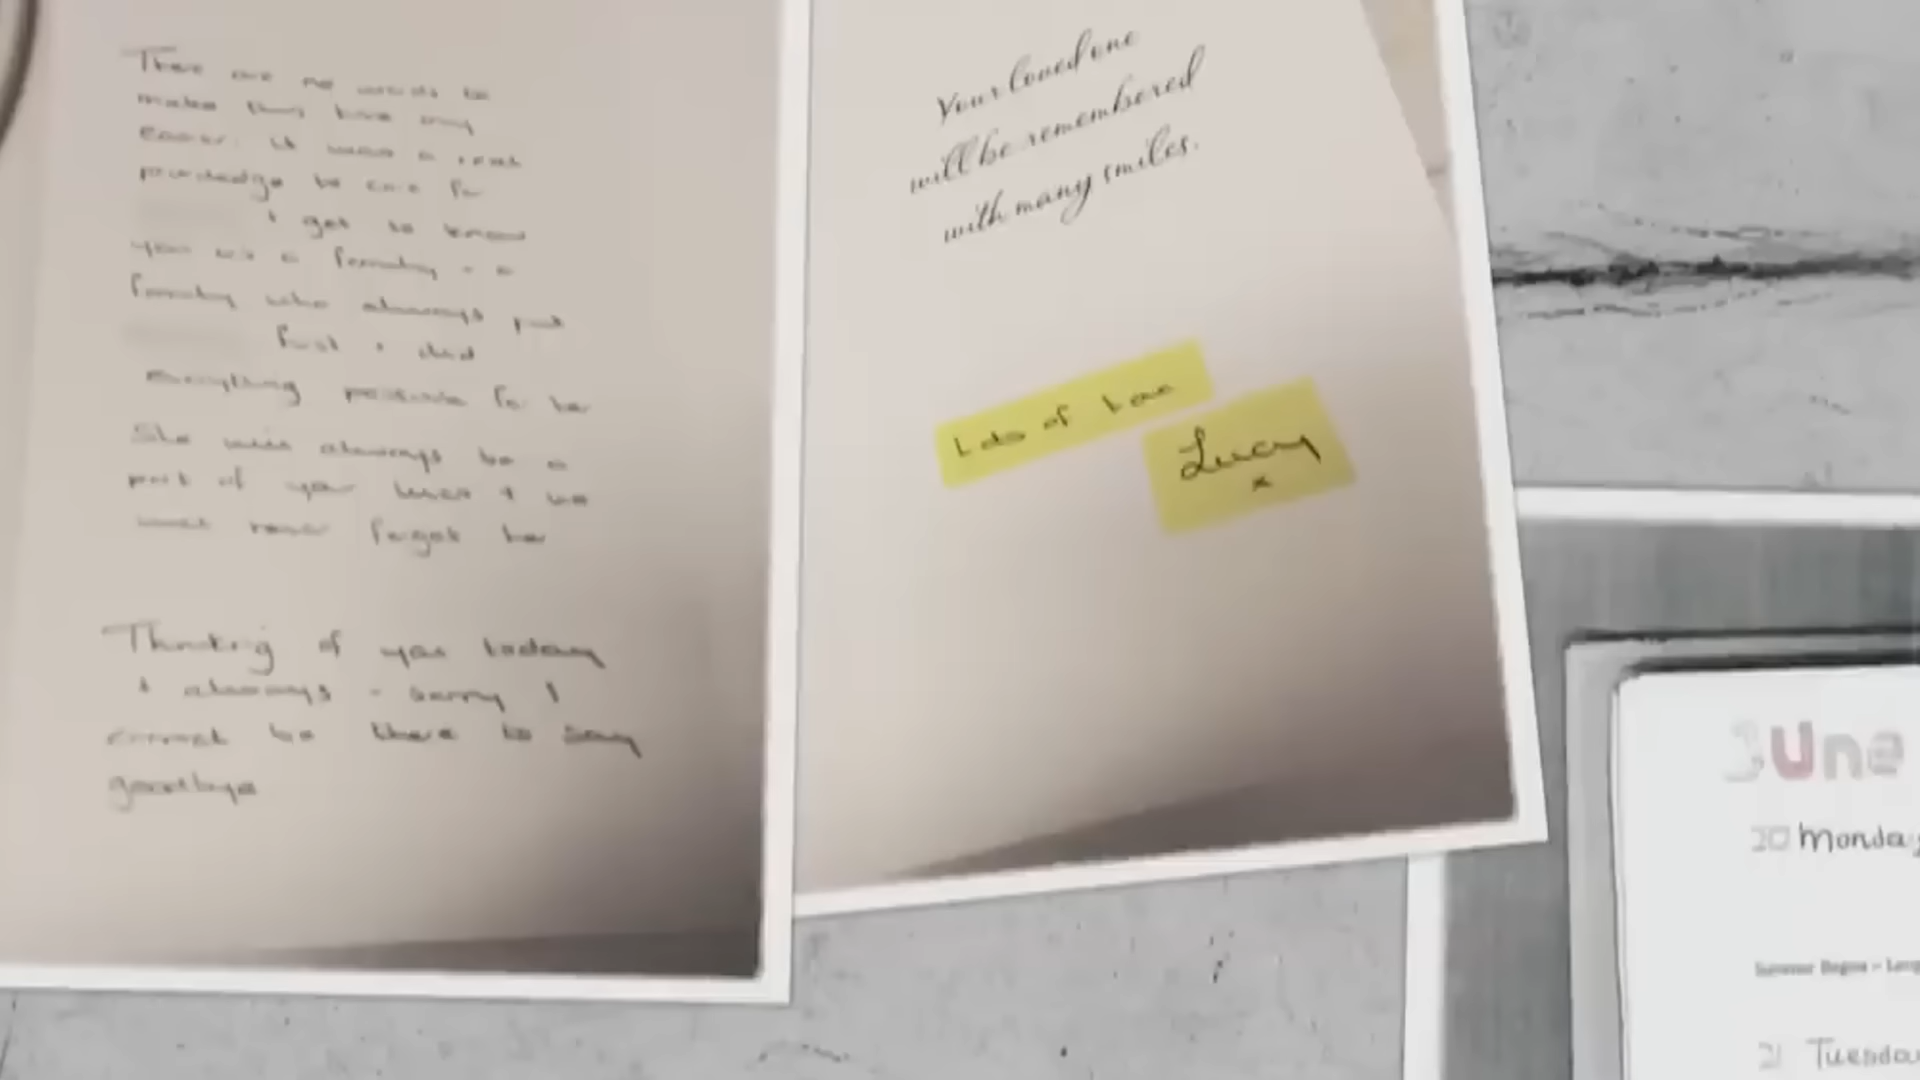 There are no words to
make this time any
easier. It was a real
priviledge to care for
I got to know
you as a family - a
family who always put
first + did
everything possible for her
She will always be a
part of your lives + we
will never forget her
Thinking of you today
+ always - sorry I
cannot be there to say
goodbye
Your loved one
will be remembered
with many smiles.
Lots of love
Lucy
x
June
20 Monday
21 Tuesday